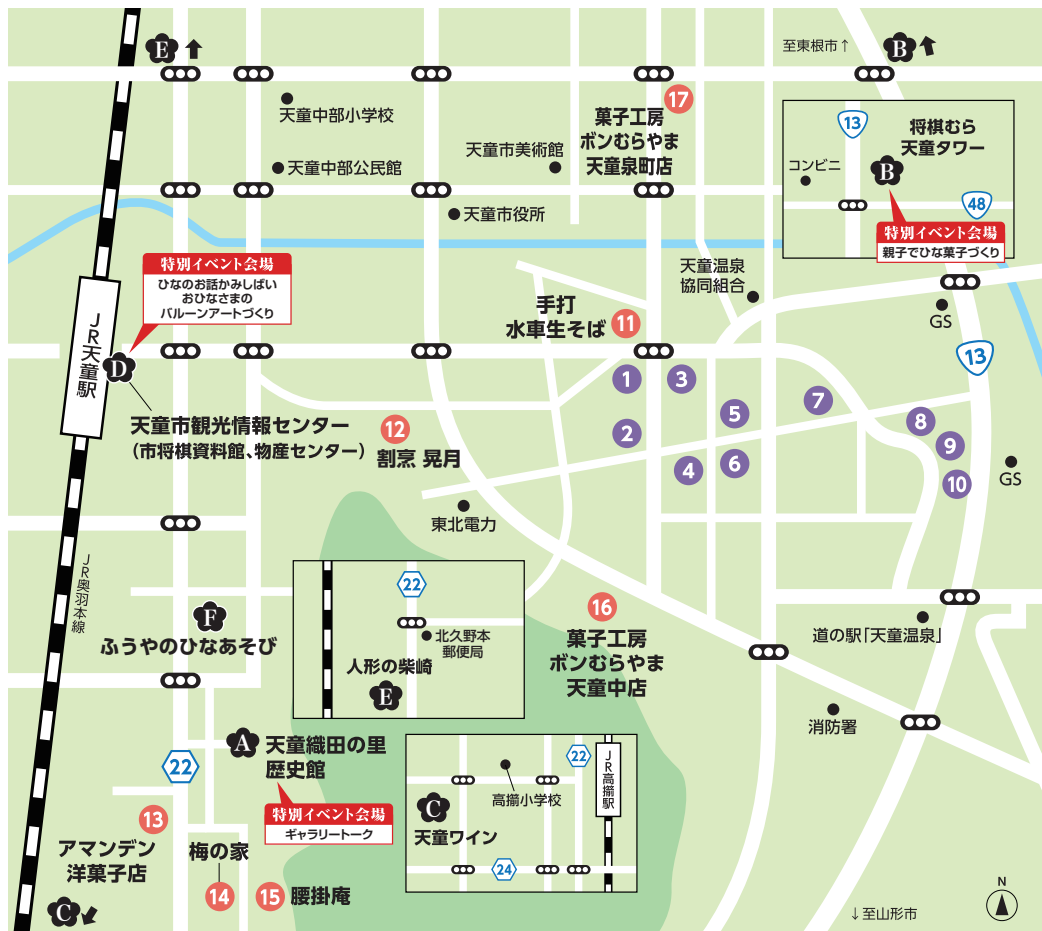 E
至東根市↑
B
17
天童中部小学校
菓子工房
ボンむらやま
天童泉町店
13
将棋むら
天童タワー
天童市美術館
天童中部公民館
コンビニ
B
48
天童市役所
特別イベント会場
親子でひな菓子づくり
特別イベント会場
ひなのお話かみしばい
おひなさまの
バルーンアートづくり
天童温泉
協同組合
手打
水車生そば
11
GS
JR天童駅
D
13
1
3
7
5
8
天童市観光情報センター
(市将棋資料館、物産センター)
12
割烹 晃月
2
9
4
6
10
GS
東北電力
JR奥羽本線
22
F
ふうやのひなあそび
北久野本
郵便局
人形の柴崎
E
16
菓子工房
ボンむらやま
天童中店
道の駅「天童温泉」
消防署
A
天童織田の里
歴史館
22
特別イベント会場
ギャラリートーク
22
JR高擶駅
高擶小学校
C
天童ワイン
24
13
アマンデン
洋菓子店
梅の家
14
15
腰掛庵
C
N
↓至山形市